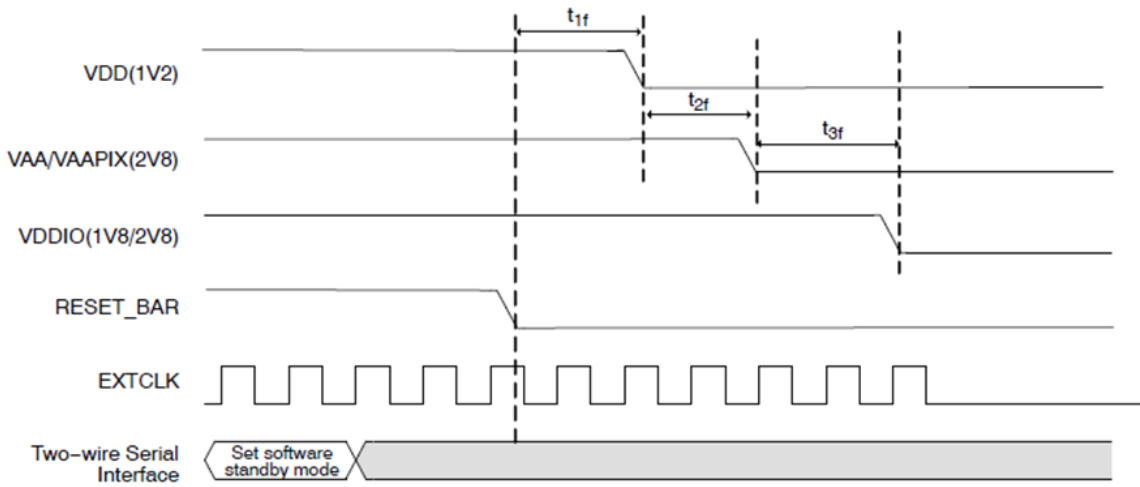 t1f
VDD(1V2)
t2f
VAA/VAAPIX(2V8)
t3f
VDDIO(1V8/2V8)
RESET_BAR
EXTCLK
Two−wire Serial
Interface
Set software
standby mode